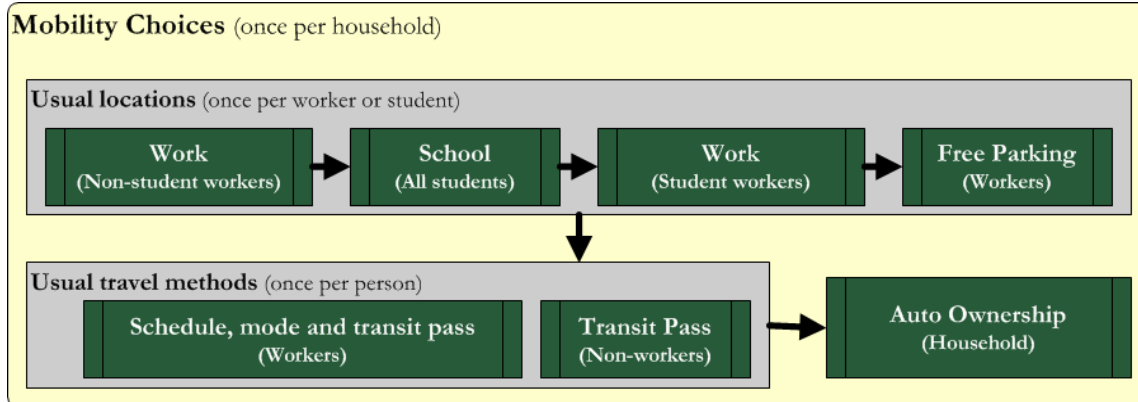 Mobility Choices (once per household)
Usual locations (once per worker or student)
Work
(Non-student workers)
School
(All students)
Work
(Student workers)
Free Parking
(Workers)
Usual travel methods (once per person)
Schedule, mode and transit pass
(Workers)
Transit Pass
(Non-workers)
Auto Ownership
(Household)